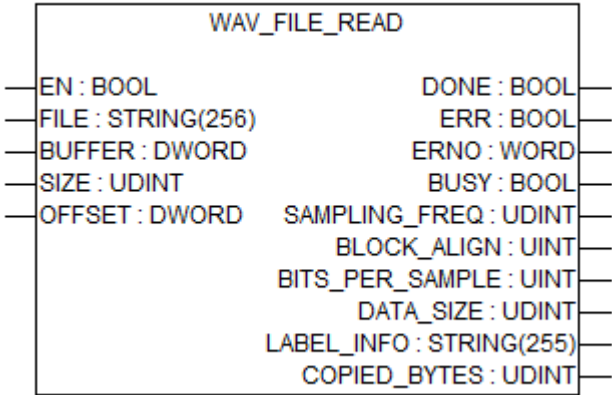 WAV_FILE_READ
EN : BOOL DONE : BOOL
FILE : STRING(256) ERR : BOOL
BUFFER : DWORD ERNO : WORD
SIZE : UDINT BUSY : BOOL
OFFSET : DWORD SAMPLING_FREQ : UDINT
BLOCK_ALIGN : UINT
BITS_PER_SAMPLE : UINT
DATA_SIZE : UDINT
LABEL_INFO : STRING(255)
COPIED_BYTES : UDINT